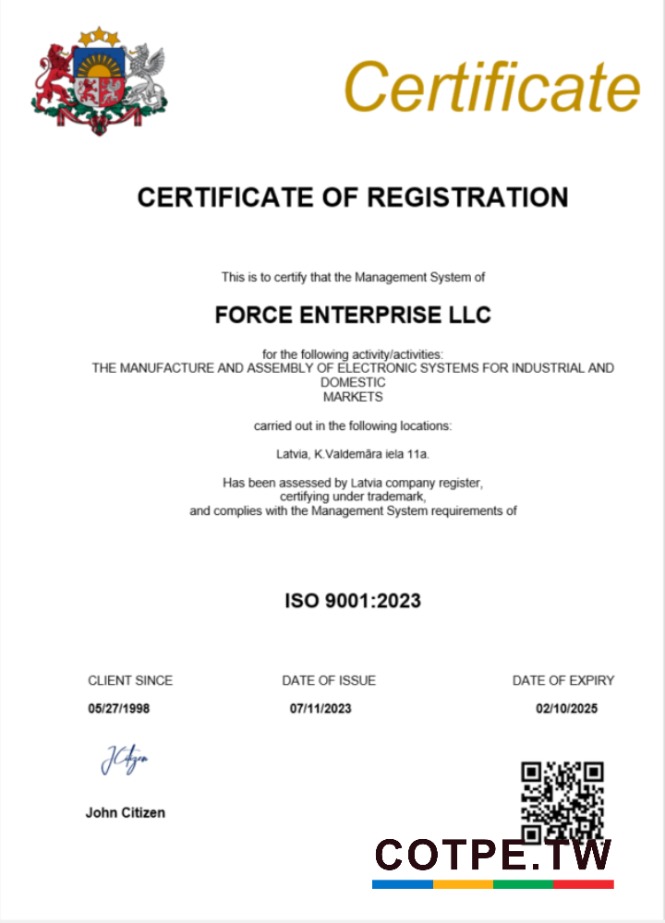 Certificate
CERTIFICATE OF REGISTRATION
This is to certify that the Management System of
FORCE ENTERPRISE LLC
for the following activity/activities:
THE MANUFACTURE AND ASSEMBLY OF ELECTRONIC SYSTEMS FOR INDUSTRIAL AND
DOMESTIC
MARKETS
carried out in the following locations:
Latvia, K.Valdemāra iela 11a.
Has been assessed by Latvia company register,
certifying under trademark,
and complies with the Management System requirements of
ISO 9001:2023
CLIENT SINCE DATE OF ISSUE DATE OF EXPIRY
05/27/1998 07/11/2023 02/10/2025
JCitizen
John Citizen
COTPE.TW